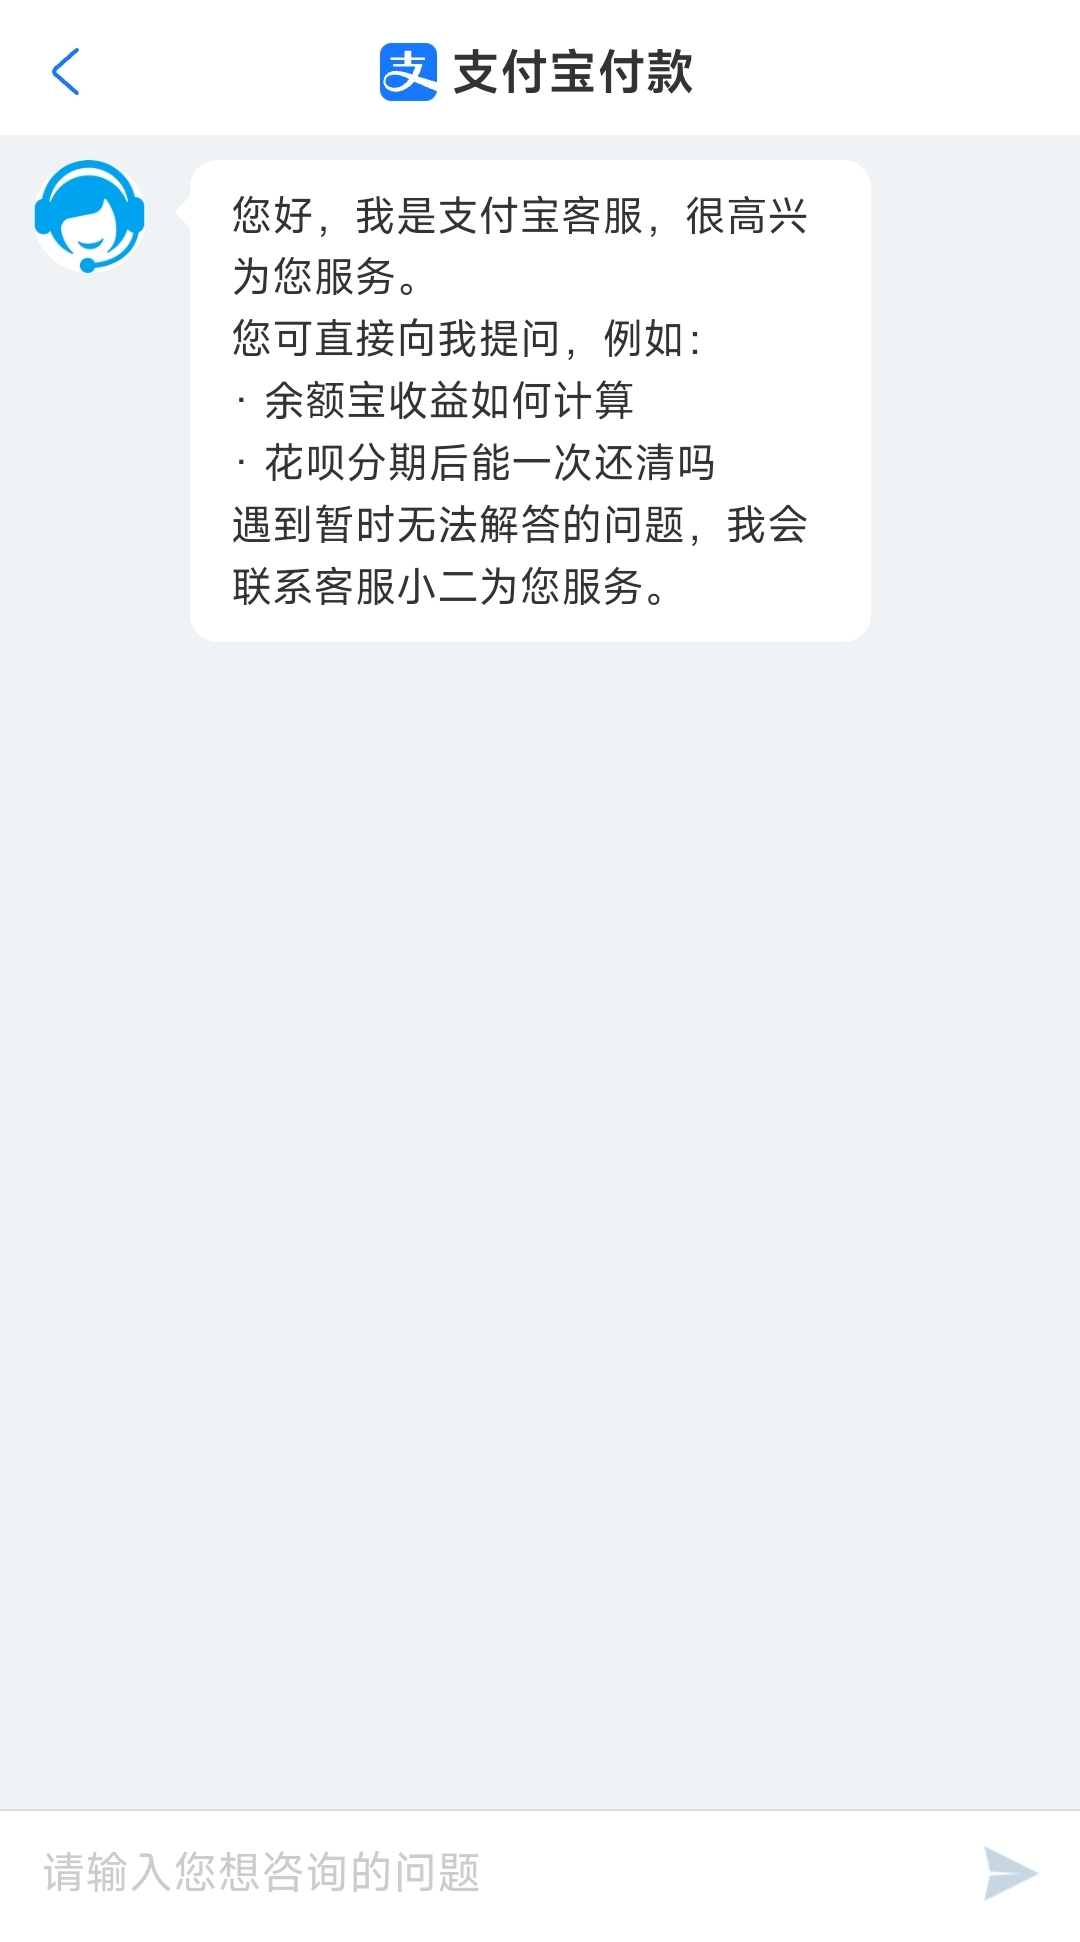 支付宝付款
您好，我是支付宝客服，很高兴
为您服务。
您可直接向我提问，例如：
· 余额宝收益如何计算
· 花呗分期后能一次还清吗
遇到暂时无法解答的问题，我会
联系客服小二为您服务。
请输入您想咨询的问题